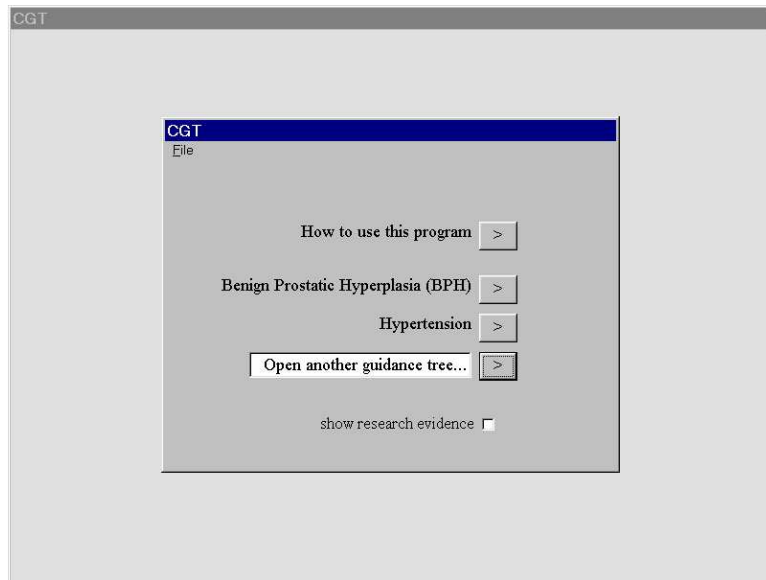 CGT
CGT
File
How to use this program >
Benign Prostatic Hyperplasia (BPH) >
Hypertension >
Open another guidance tree... >
show research evidence